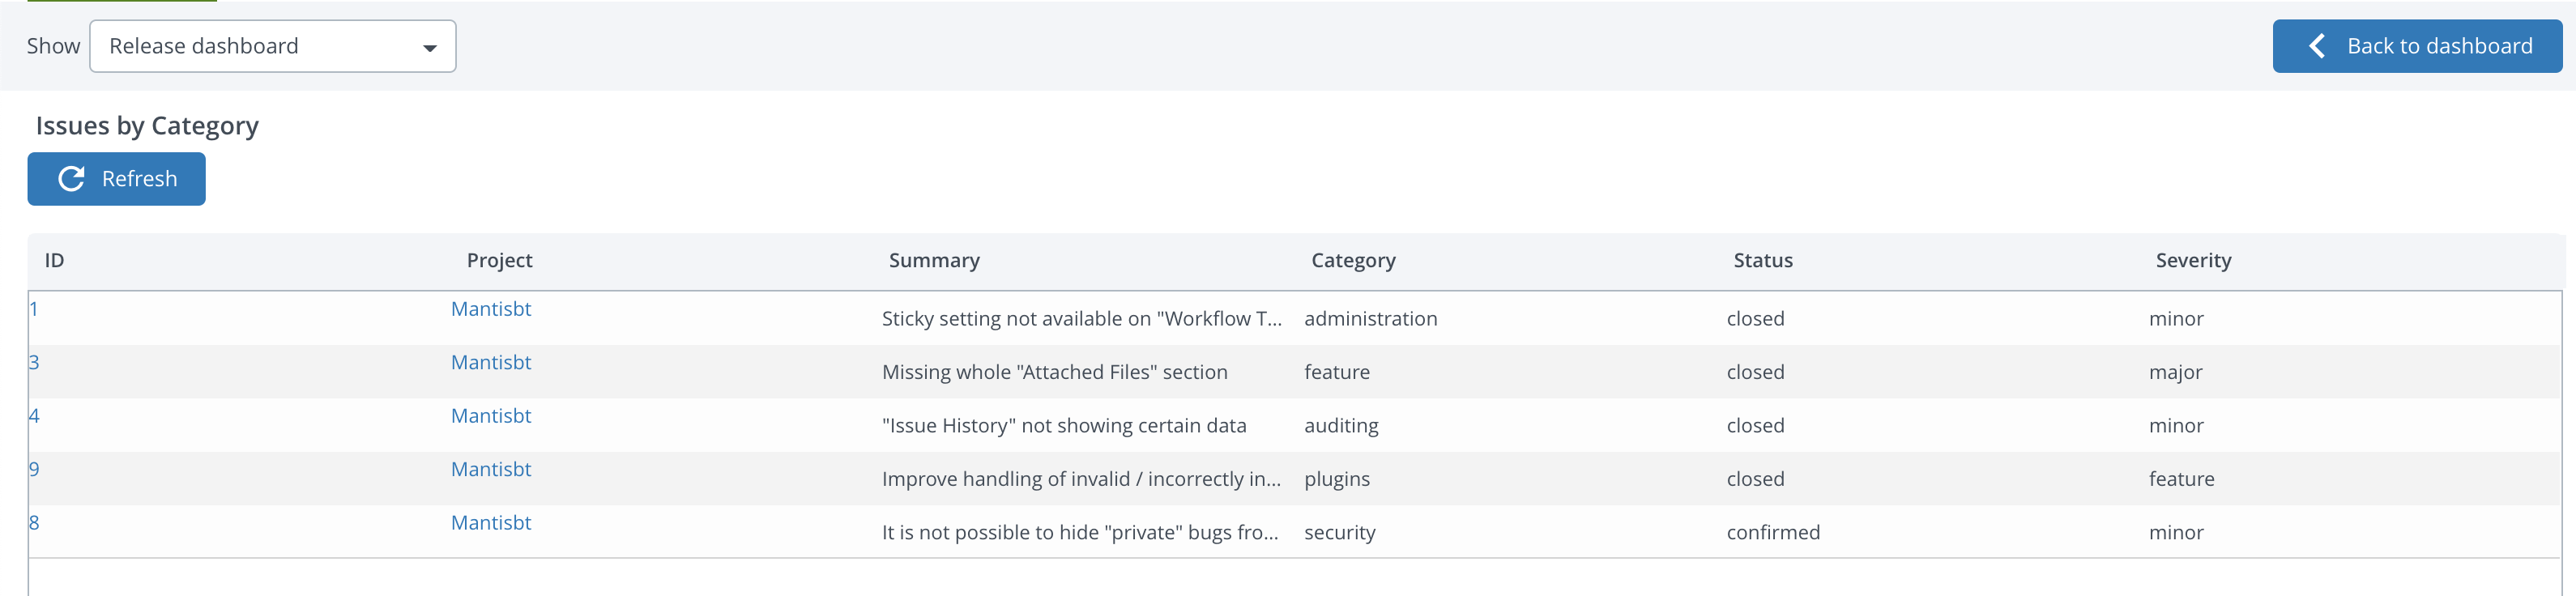 Show Release dashboard Back to dashboard
Issues by Category
Refresh
ID Project Summary Category Status Severity
1 Mantisbt Sticky setting not available on "Workflow T... administration closed minor
3 Mantisbt Missing whole "Attached Files" section feature closed major
4 Mantisbt "Issue History" not showing certain data auditing closed minor
9 Mantisbt Improve handling of invalid / incorrectly in... plugins closed feature
8 Mantisbt It is not possible to hide "private" bugs fro... security confirmed minor